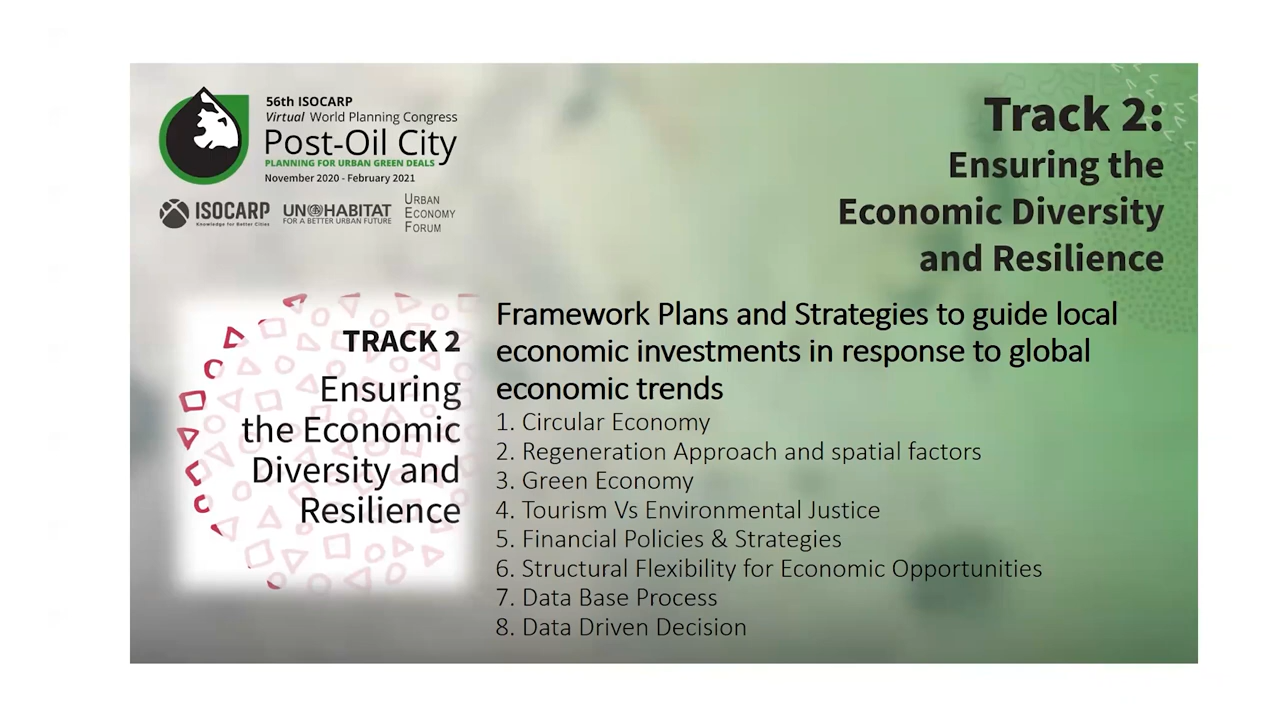 56th ISOCARP
Virtual World Planning Congress
Post-Oil City
PLANNING FOR URBAN GREEN DEALS
November 2020 - February 2021
ISOCARP
Knowledge for Better Cities
UN HABITAT
FOR A BETTER URBAN FUTURE
URBAN
ECONOMY
FORUM
Track 2:
Ensuring the
Economic Diversity
and Resilience
TRACK 2
Ensuring
the Economic
Diversity and
Resilience
Framework Plans and Strategies to guide local
economic investments in response to global
economic trends
1. Circular Economy
2. Regeneration Approach and spatial factors
3. Green Economy
4. Tourism Vs Environmental Justice
5. Financial Policies & Strategies
6. Structural Flexibility for Economic Opportunities
7. Data Base Process
8. Data Driven Decision